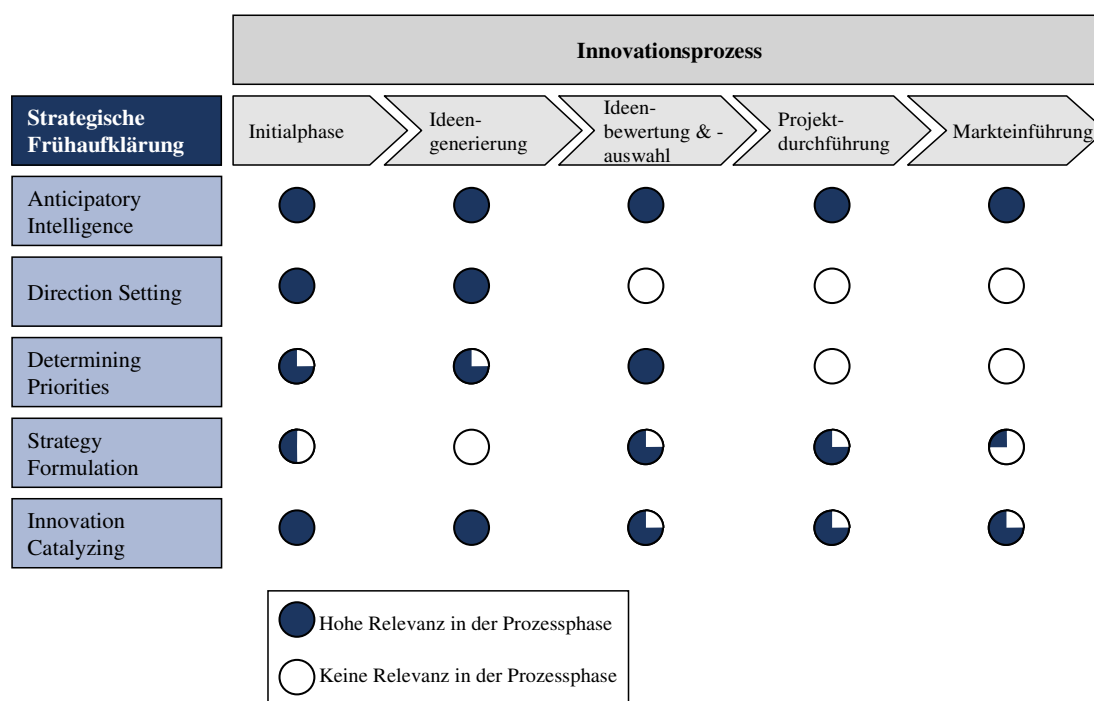 Innovationsprozess
Strategische
Frühaufklärung
Initialphase
Ideen-
generierung
Ideen-
bewertung & -
auswahl
Projekt-
durchführung
Markteinführung
Anticipatory
Intelligence
Direction Setting
Determining
Priorities
Strategy
Formulation
Innovation
Catalyzing
Hohe Relevanz in der Prozessphase
Keine Relevanz in der Prozessphase